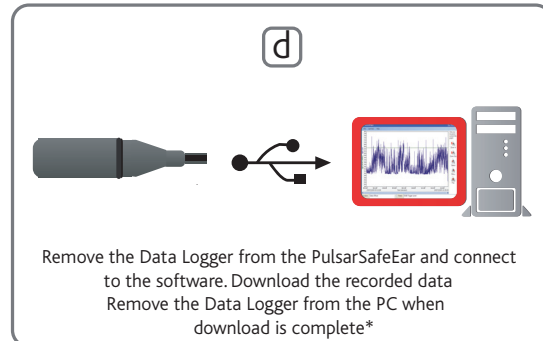 d
Remove the Data Logger from the PulsarSafeEar and connect
to the software. Download the recorded data
Remove the Data Logger from the PC when
download is complete*